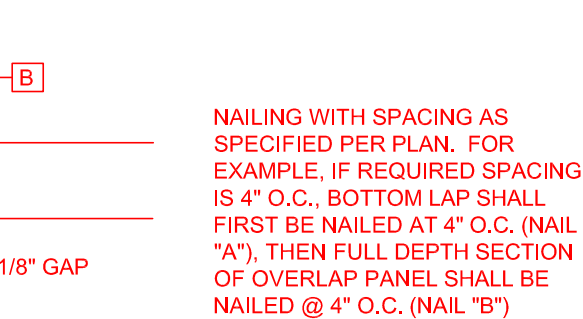 B
NAILING WITH SPACING AS
SPECIFIED PER PLAN. FOR
EXAMPLE, IF REQUIRED SPACING
IS 4" O.C., BOTTOM LAP SHALL
FIRST BE NAILED AT 4" O.C. (NAIL
"A"), THEN FULL DEPTH SECTION
OF OVERLAP PANEL SHALL BE
NAILED @ 4" O.C. (NAIL "B")
1/8" GAP